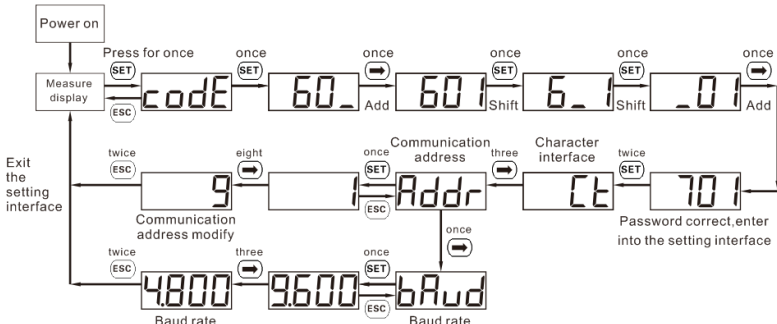 Power on
Press for once
once
once
once
once
once
SET
SET
➡
SET
SET
➡
Measure
display
ESC
codE
60_
Add
601
Shift
6_1
Shift
_01
Add
Exit
the
setting
interface
twice
ESC
eight
➡
once
SET
ESC
Communication
address
three
➡
Character
interface
twice
SET
9
1
Addr
Ct
701
Communication
address modify
Password correct,enter
into the setting interface
once
➡
twice
ESC
three
➡
once
SET
ESC
4.800
9.600
bAud
Baud rate
Baud rate